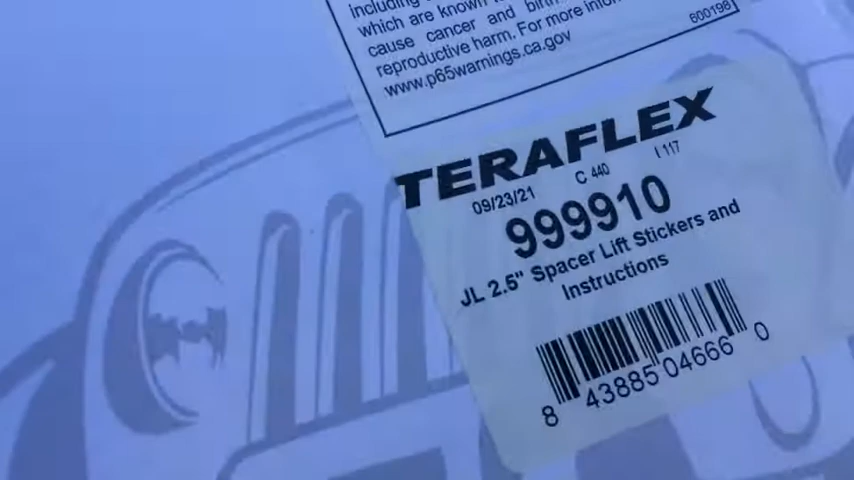 including
which are known to
cause cancer and birth
reproductive harm. For more
www.p65warnings.ca.gov
600198
TERAFLEX
09/23/21 C 440 I 117
999910
JL 2.5" Spacer Lift Stickers and
Instructions
8 43885 04666 0